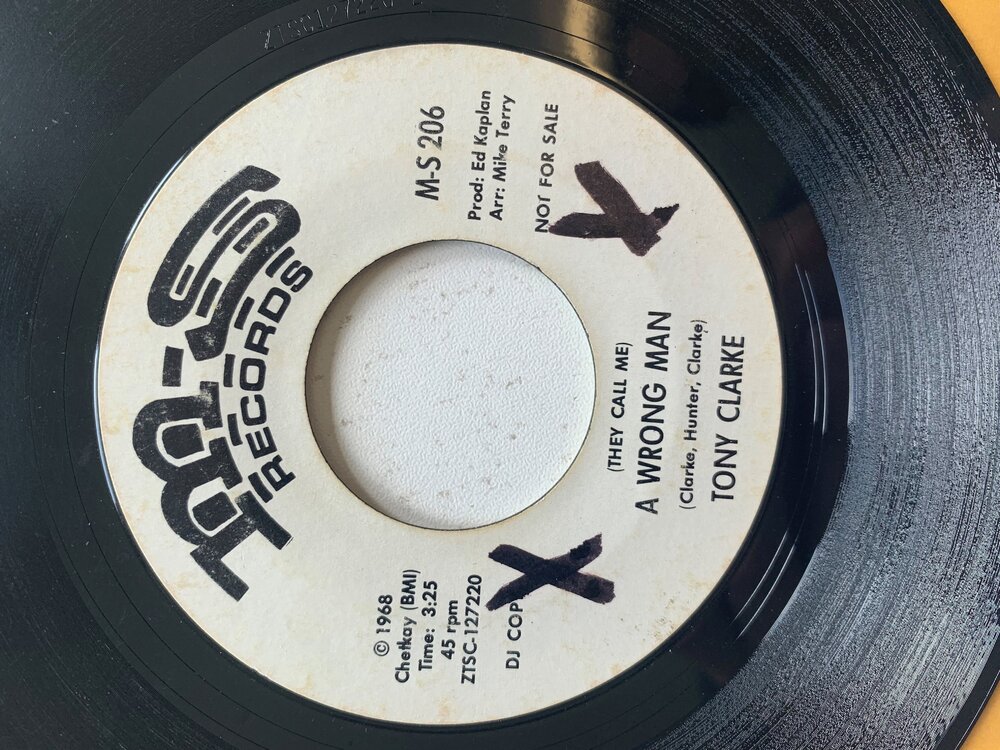 M-S
RECORDS
© 1968
Chetkay (BMI)
Time: 3:25
45 rpm
ZTSC-127220
DJ COP
M-S 206
Prod: Ed Kaplan
Arr: Mike Terry
NOT FOR SALE
(THEY CALL ME)
A WRONG MAN
(Clarke, Hunter, Clarke)
TONY CLARKE